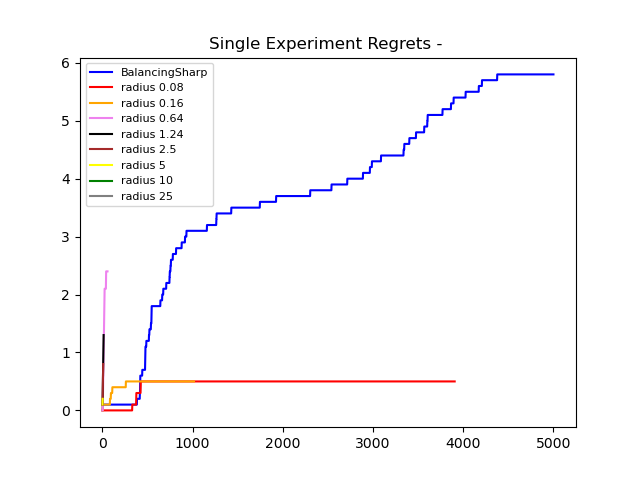 Single Experiment Regrets -
BalancingSharp
radius 0.08
radius 0.16
radius 0.64
radius 1.24
radius 2.5
radius 5
radius 10
radius 25
6
5
4
3
2
1
0
0 1000 2000 3000 4000 5000